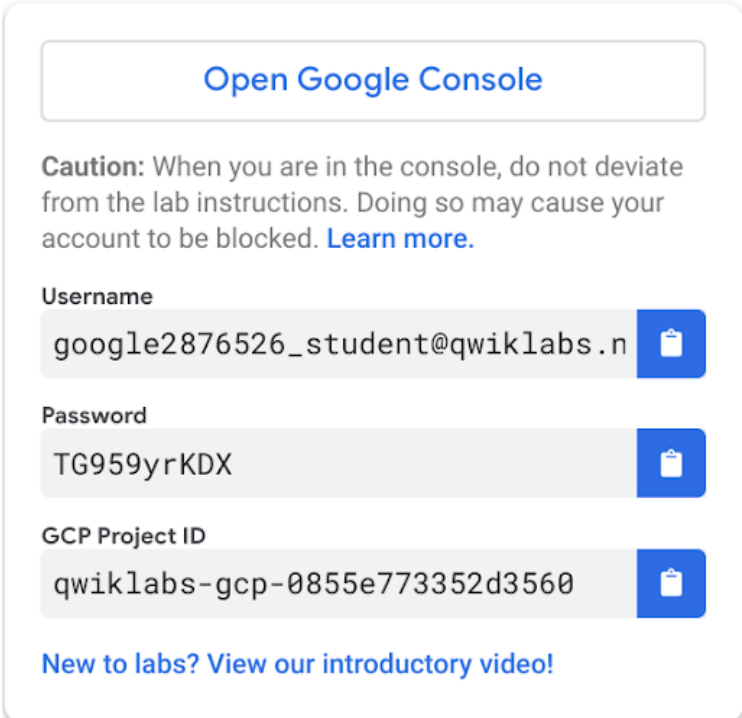 Open Google Console
Caution: When you are in the console, do not deviate
from the lab instructions. Doing so may cause your
account to be blocked. Learn more.
Username
google2876526_student@qwiklabs.n
Password
TG959yrKDX
GCP Project ID
qwiklabs-gcp-0855e773352d3560
New to labs? View our introductory video!